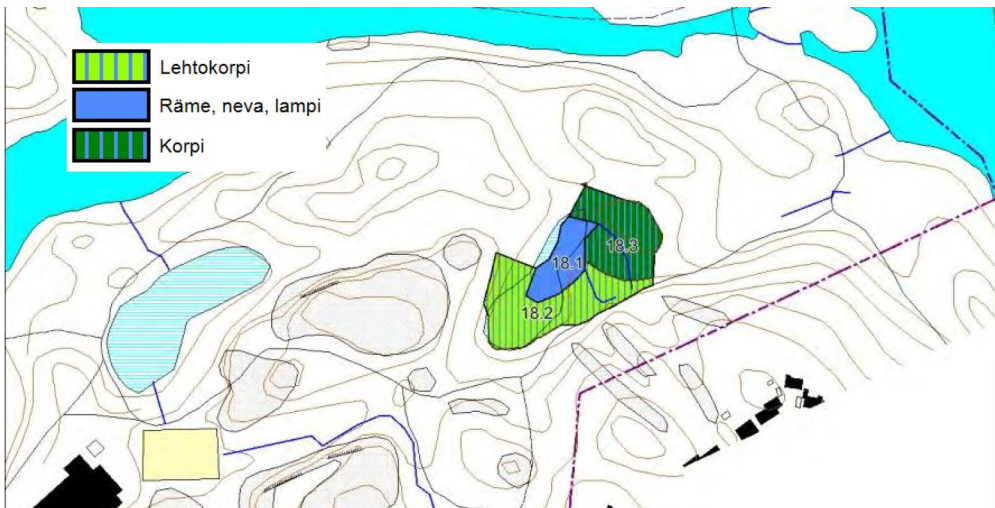 Lehtokorpi
Räme, neva, lampi
Korpi
18.3
18.1
18.2